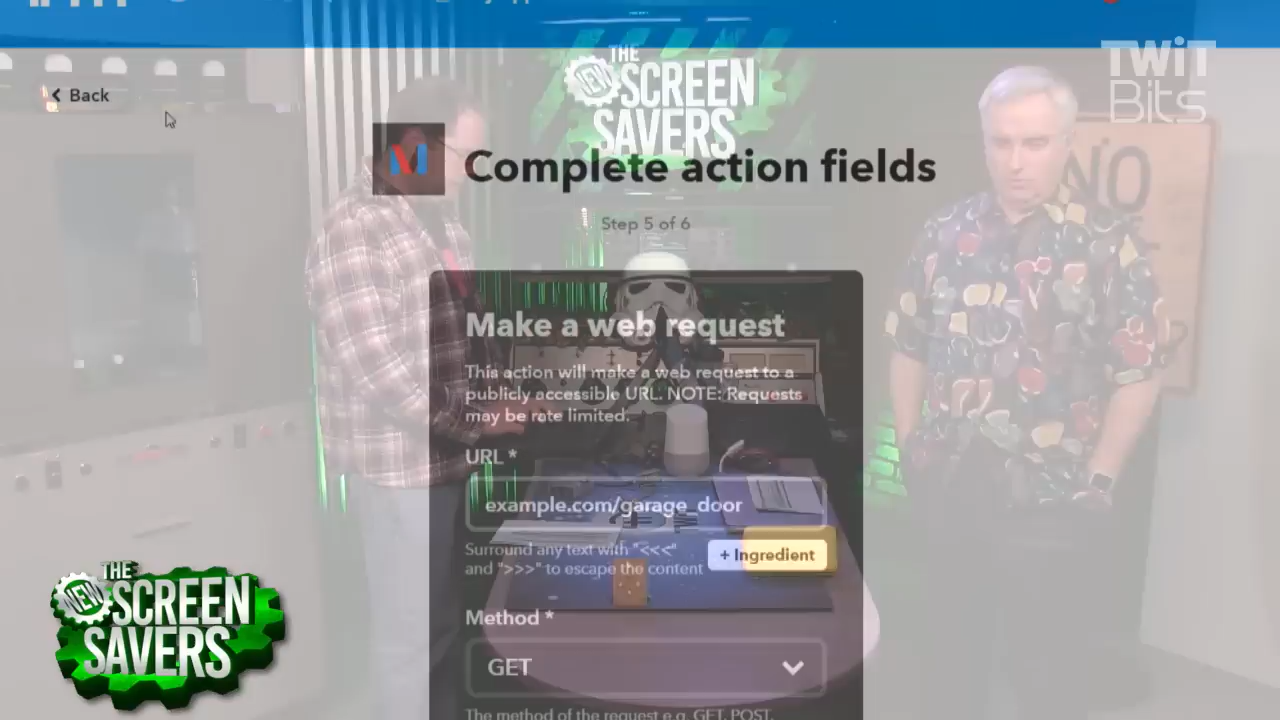 TWiT
Bits
THE
NEW
SCREEN
SAVERS
Back
NO
Complete action fields
Step 5 of 6
Make a web request
This action will make a web request to a
publicly accessible URL. NOTE: Requests
may be rate limited.
URL *
example.com/garage_door
Surround any text with "<<<"
and ">>>" to escape the content
+ Ingredient
Method *
GET
The method of the request e.g. GET, POST,
THE
NEW
SCREEN
SAVERS